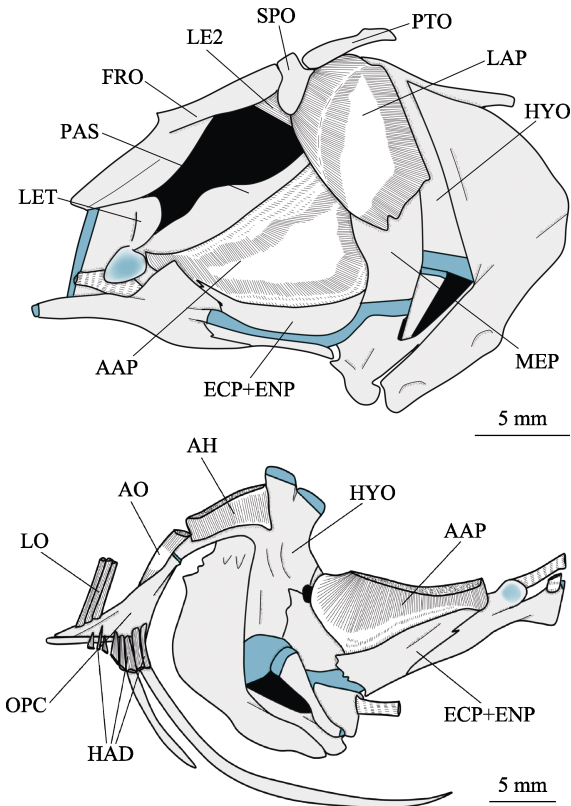 SPO
PTO
LE2
LAP
FRO
HYO
PAS
LET
AAP
MEP
ECP+ENP
5 mm
AH
AO
HYO
LO
AAP
OPC
ECP+ENP
HAD
5 mm